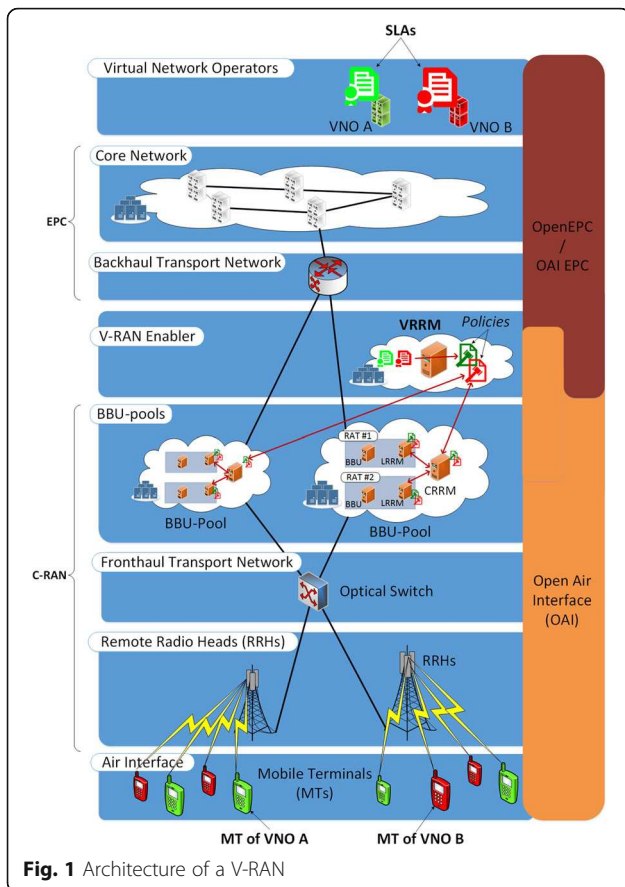 SLAs
Virtual Network Operators
VNO A
VNO B
Core Network
EPC
OpenEPC
/
OAI EPC
Backhaul Transport Network
V-RAN Enabler
VRRM
Policies
BBU-pools
RAT #1
BBU
LRRM
RAT #2
CRRM
BBU
LRRM
BBU-Pool
BBU-Pool
C-RAN
Fronthaul Transport Network
Optical Switch
Open Air
Interface
(OAI)
Remote Radio Heads (RRHs)
RRHs
Air Interface
Mobile Terminals
(MTs)
MT of VNO A
MT of VNO B
Fig. 1 Architecture of a V-RAN